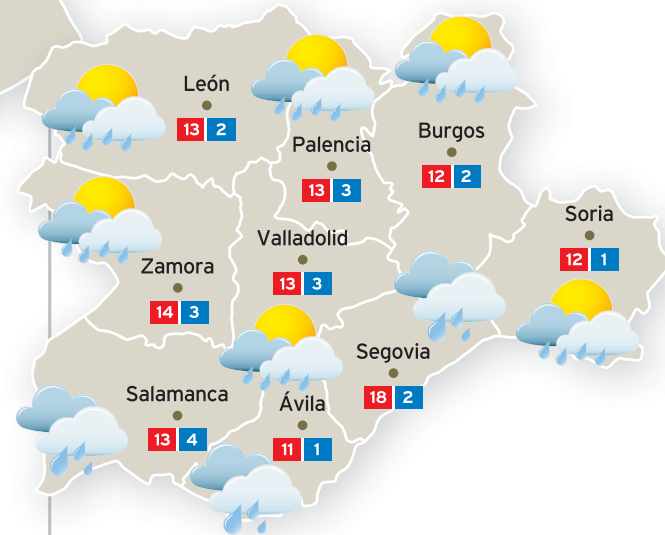 León
13 2
Palencia
13 3
Burgos
12 2
Soria
12 1
Zamora
14 3
Valladolid
13 3
Segovia
18 2
Salamanca
13 4
Ávila
11 1